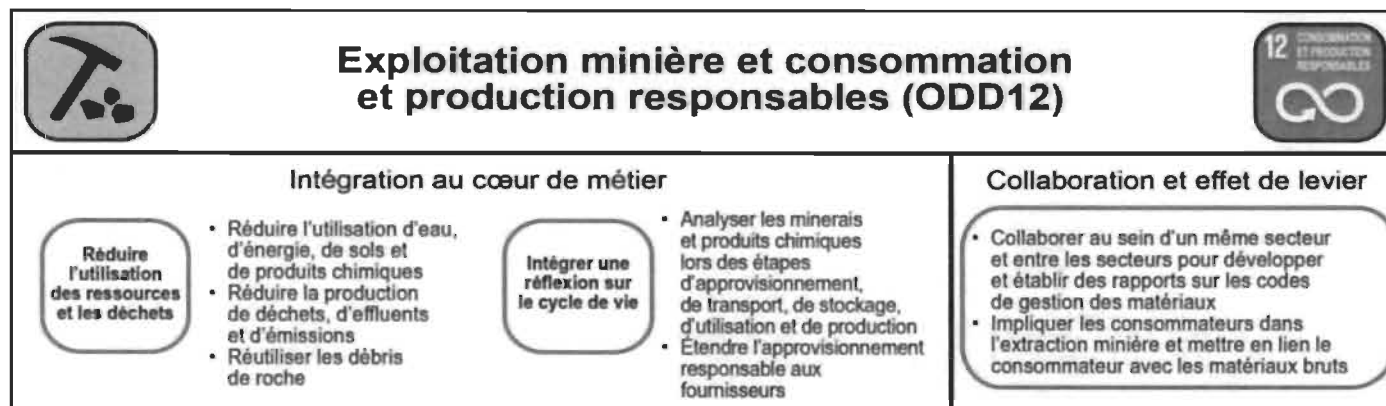 Exploitation minière et consommation
et production responsables (ODD12)
12 CONSOMMATION
ET PRODUCTION
RESPONSABLES
Intégration au cœur de métier
Réduire
l'utilisation
des ressources
et les déchets
• Réduire l'utilisation d'eau,
d'énergie, de sols et
de produits chimiques
• Réduire la production
de déchets, d'effluents
et d'émissions
• Réutiliser les débris
de roche
Intégrer une
réflexion sur
le cycle de vie
• Analyser les minerais
et produits chimiques
lors des étapes
d'approvisionnement,
de transport, de stockage,
d'utilisation et de production
• Étendre l'approvisionnement
responsable aux
fournisseurs
Collaboration et effet de levier
• Collaborer au sein d'un même secteur
et entre les secteurs pour développer
et établir des rapports sur les codes
de gestion des matériaux
• Impliquer les consommateurs dans
l'extraction minière et mettre en lien le
consommateur avec les matériaux bruts